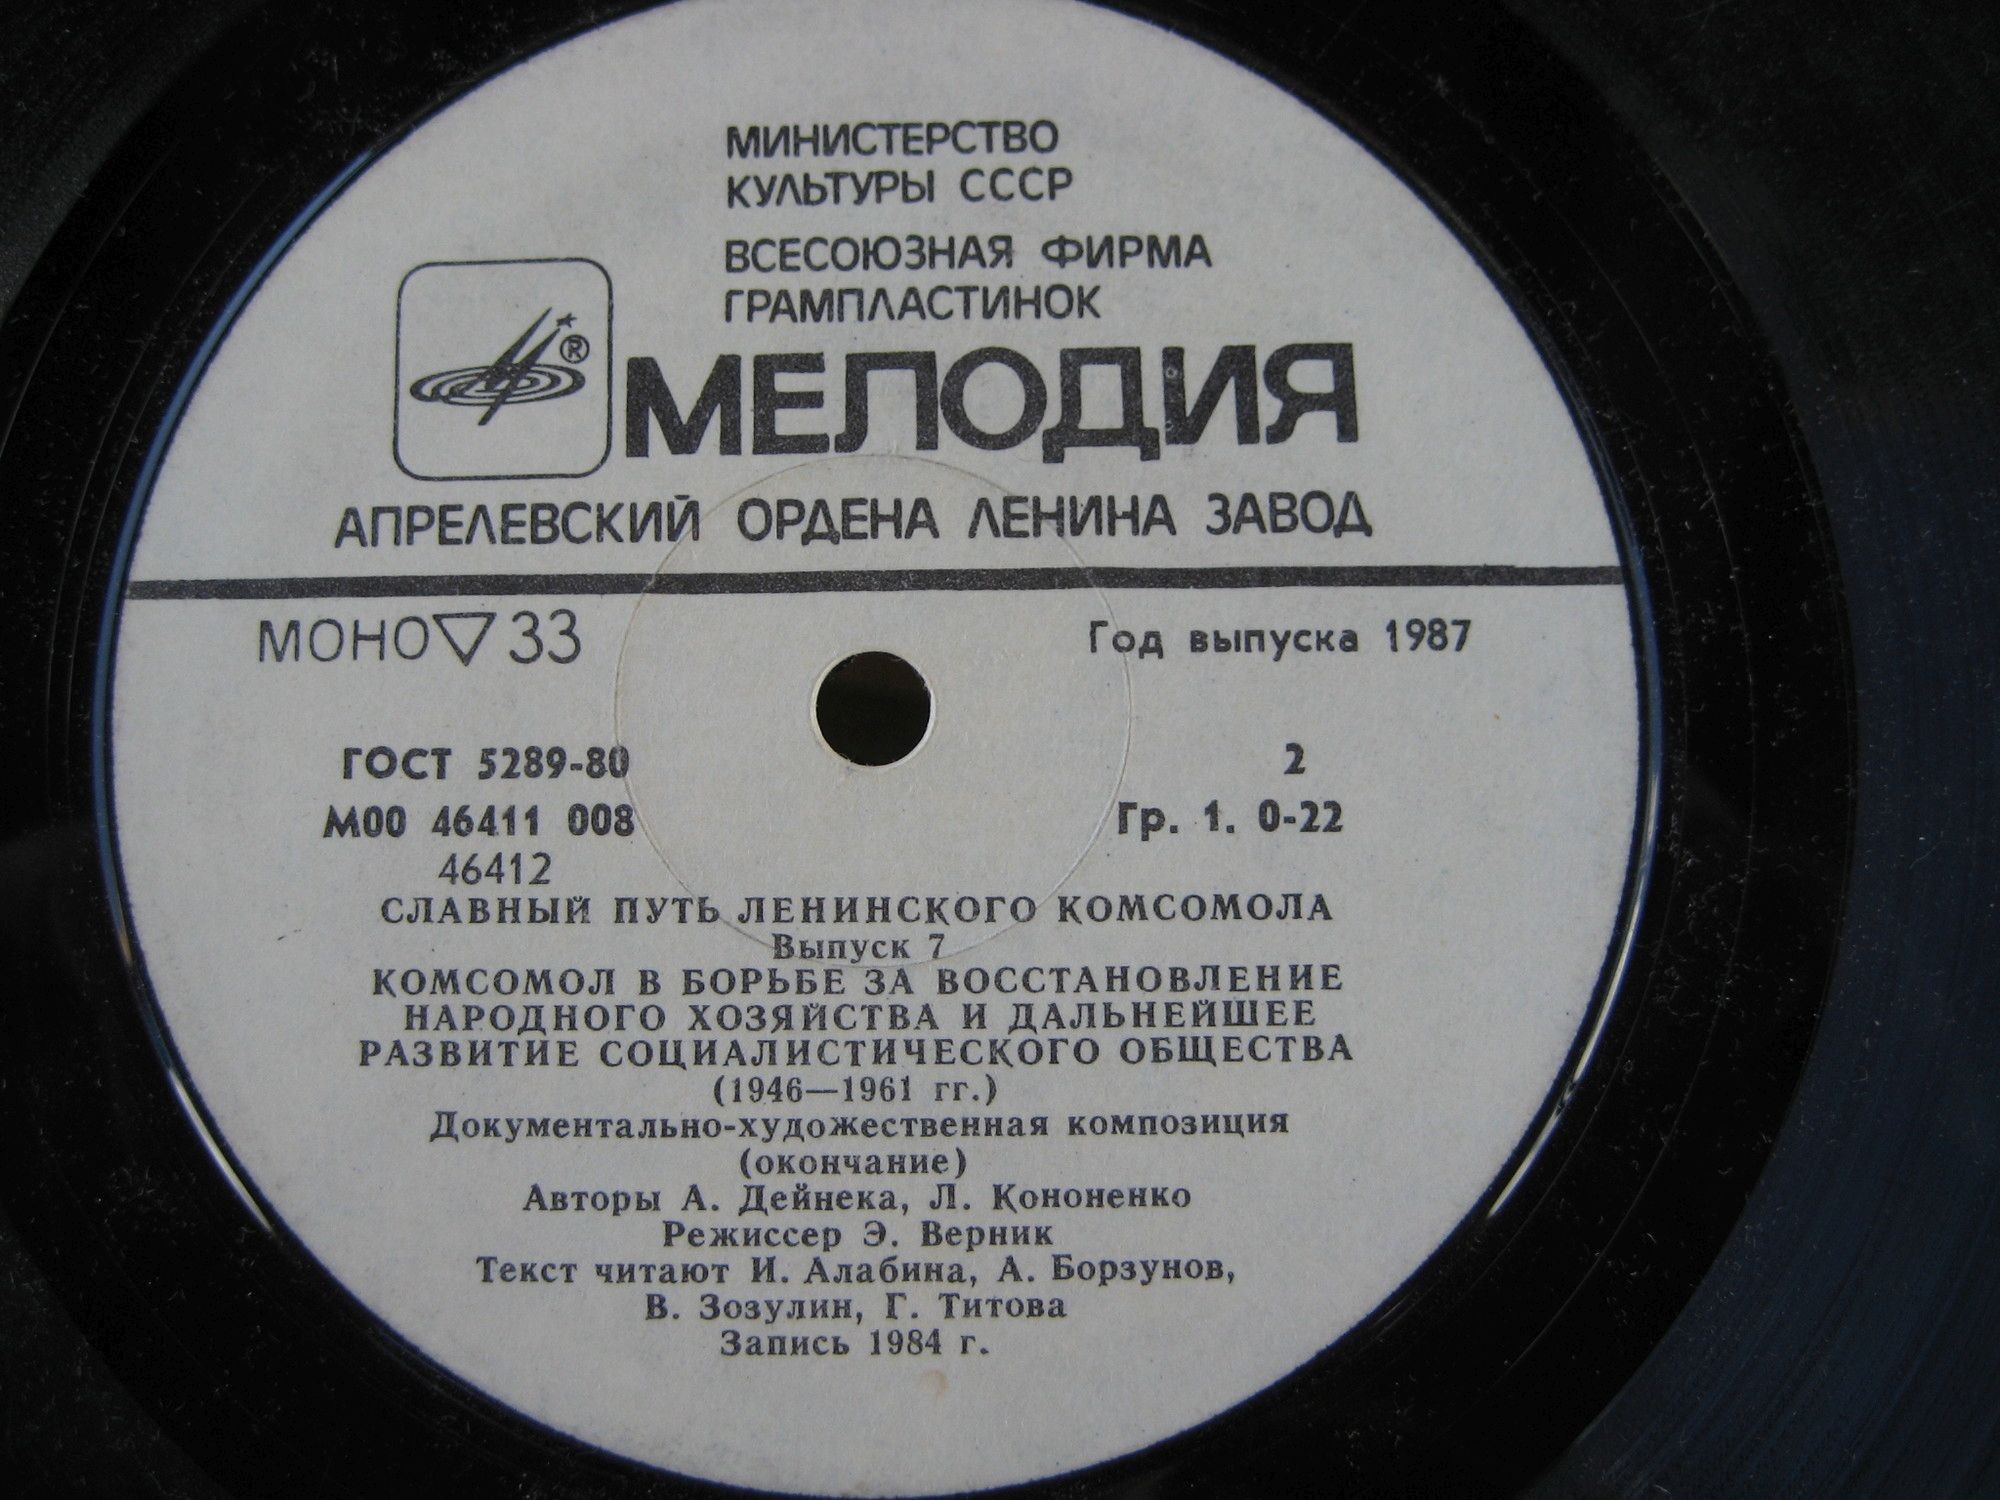 МИНИСТЕРСТВО
КУЛЬТУРЫ СССР
ВСЕСОЮЗНАЯ ФИРМА
ГРАМПЛАСТИНОК
®
МЕЛОДИЯ
АПРЕЛЕВСКИЙ ОРДЕНА ЛЕНИНА ЗАВОД
МОНО ▽ 33 Год выпуска 1987
ГОСТ 5289-80 2
М00 46411 008 Гр. 1. 0-22
46412
СЛАВНЫЙ ПУТЬ ЛЕНИНСКОГО КОМСОМОЛА
Выпуск 7
КОМСОМОЛ В БОРЬБЕ ЗА ВОССТАНОВЛЕНИЕ
НАРОДНОГО ХОЗЯЙСТВА И ДАЛЬНЕЙШЕЕ
РАЗВИТИЕ СОЦИАЛИСТИЧЕСКОГО ОБЩЕСТВА
(1946—1961 гг.)
Документально-художественная композиция
(окончание)
Авторы А. Дейнека, Л. Кононенко
Режиссер Э. Верник
Текст читают И. Алабина, А. Борзунов,
В. Зозулин, Г. Титова
Запись 1984 г.